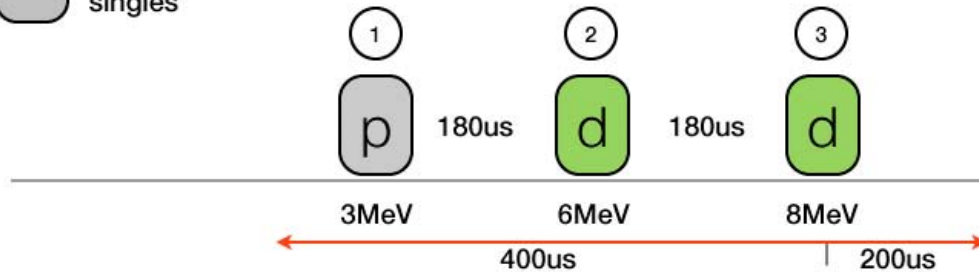 singles
1 2 3
p 180us d 180us d
3MeV 6MeV 8MeV
400us 200us